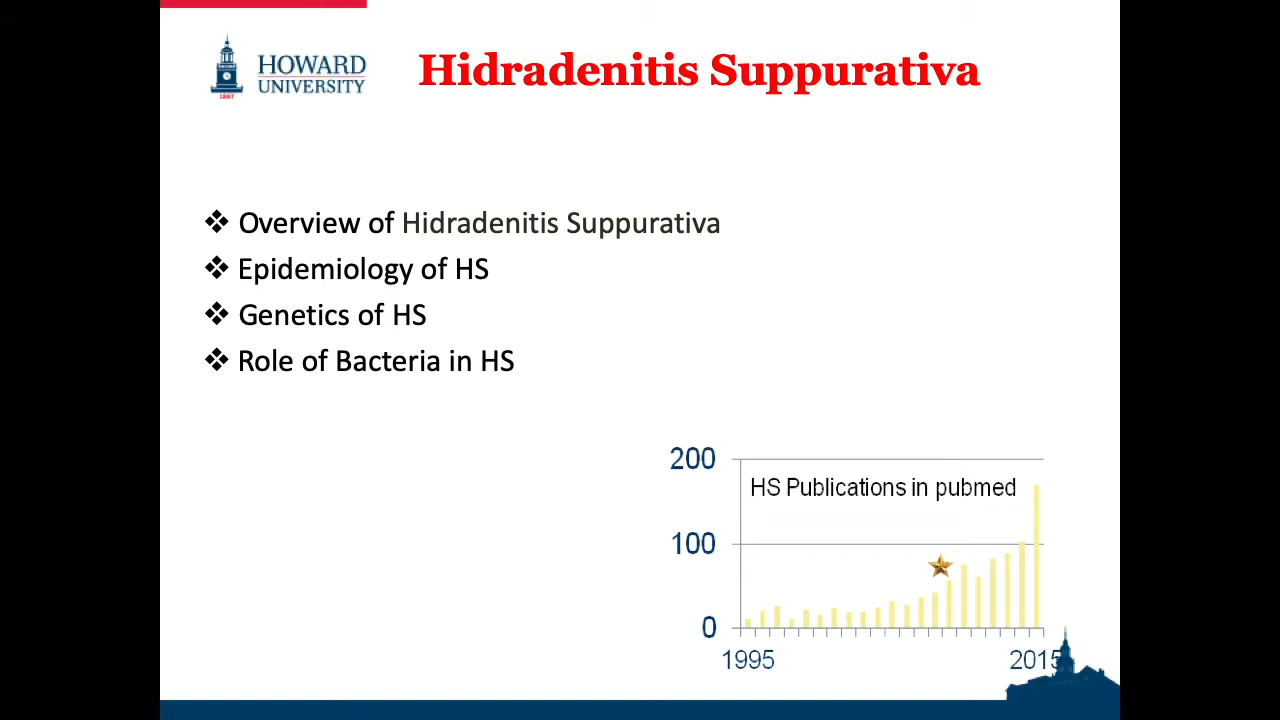 HOWARD
UNIVERSITY
Hidradenitis Suppurativa
Overview of Hidradenitis Suppurativa
Epidemiology of HS
Genetics of HS
Role of Bacteria in HS
200
HS Publications in pubmed
100
0
1995
2015